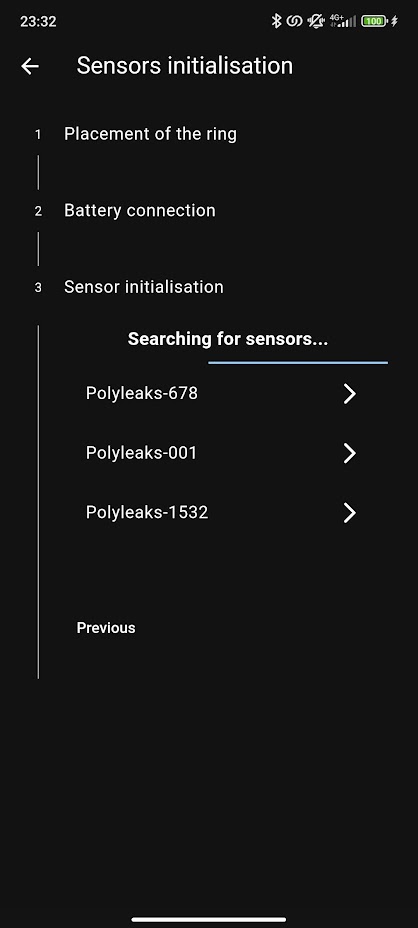 23:32
4G+
100
Sensors initialisation
1 Placement of the ring
2 Battery connection
3 Sensor initialisation
Searching for sensors...
Polyleaks-678
Polyleaks-001
Polyleaks-1532
Previous